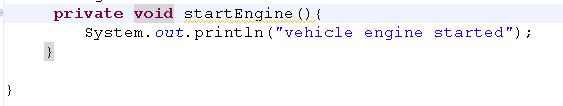 private void startEngine(){
System.out.println("vehicle engine started");
}
}